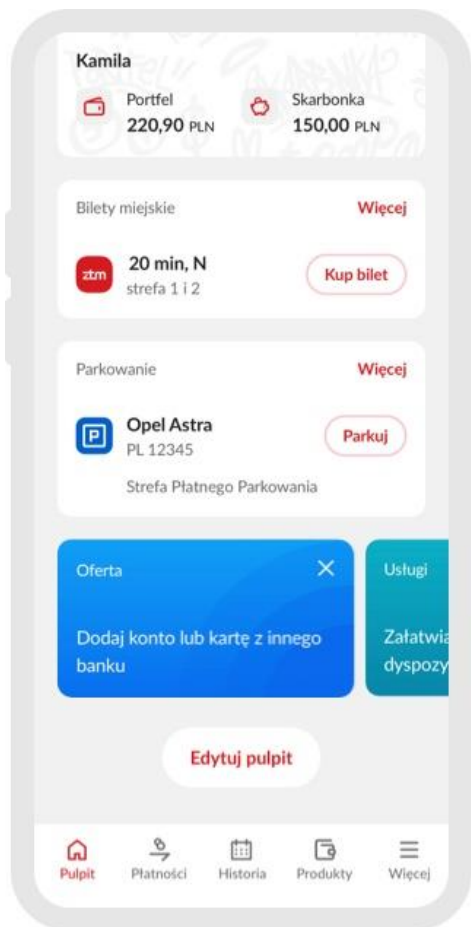 Kamila
Portfel
220,90 PLN
Skarbonka
150,00 PLN
Bilety miejskie
Więcej
ztm
20 min, N
strefa 1 i 2
Kup bilet
Parkowanie
Więcej
P
Opel Astra
PL 12345
Parkuj
Strefa Płatnego Parkowania
Oferta
Dodaj konto lub kartę z innego
banku
Usługi
Załatwia
dyspozy
Edytuj pulpit
Pulpit
Płatności
Historia
Produkty
Więcej